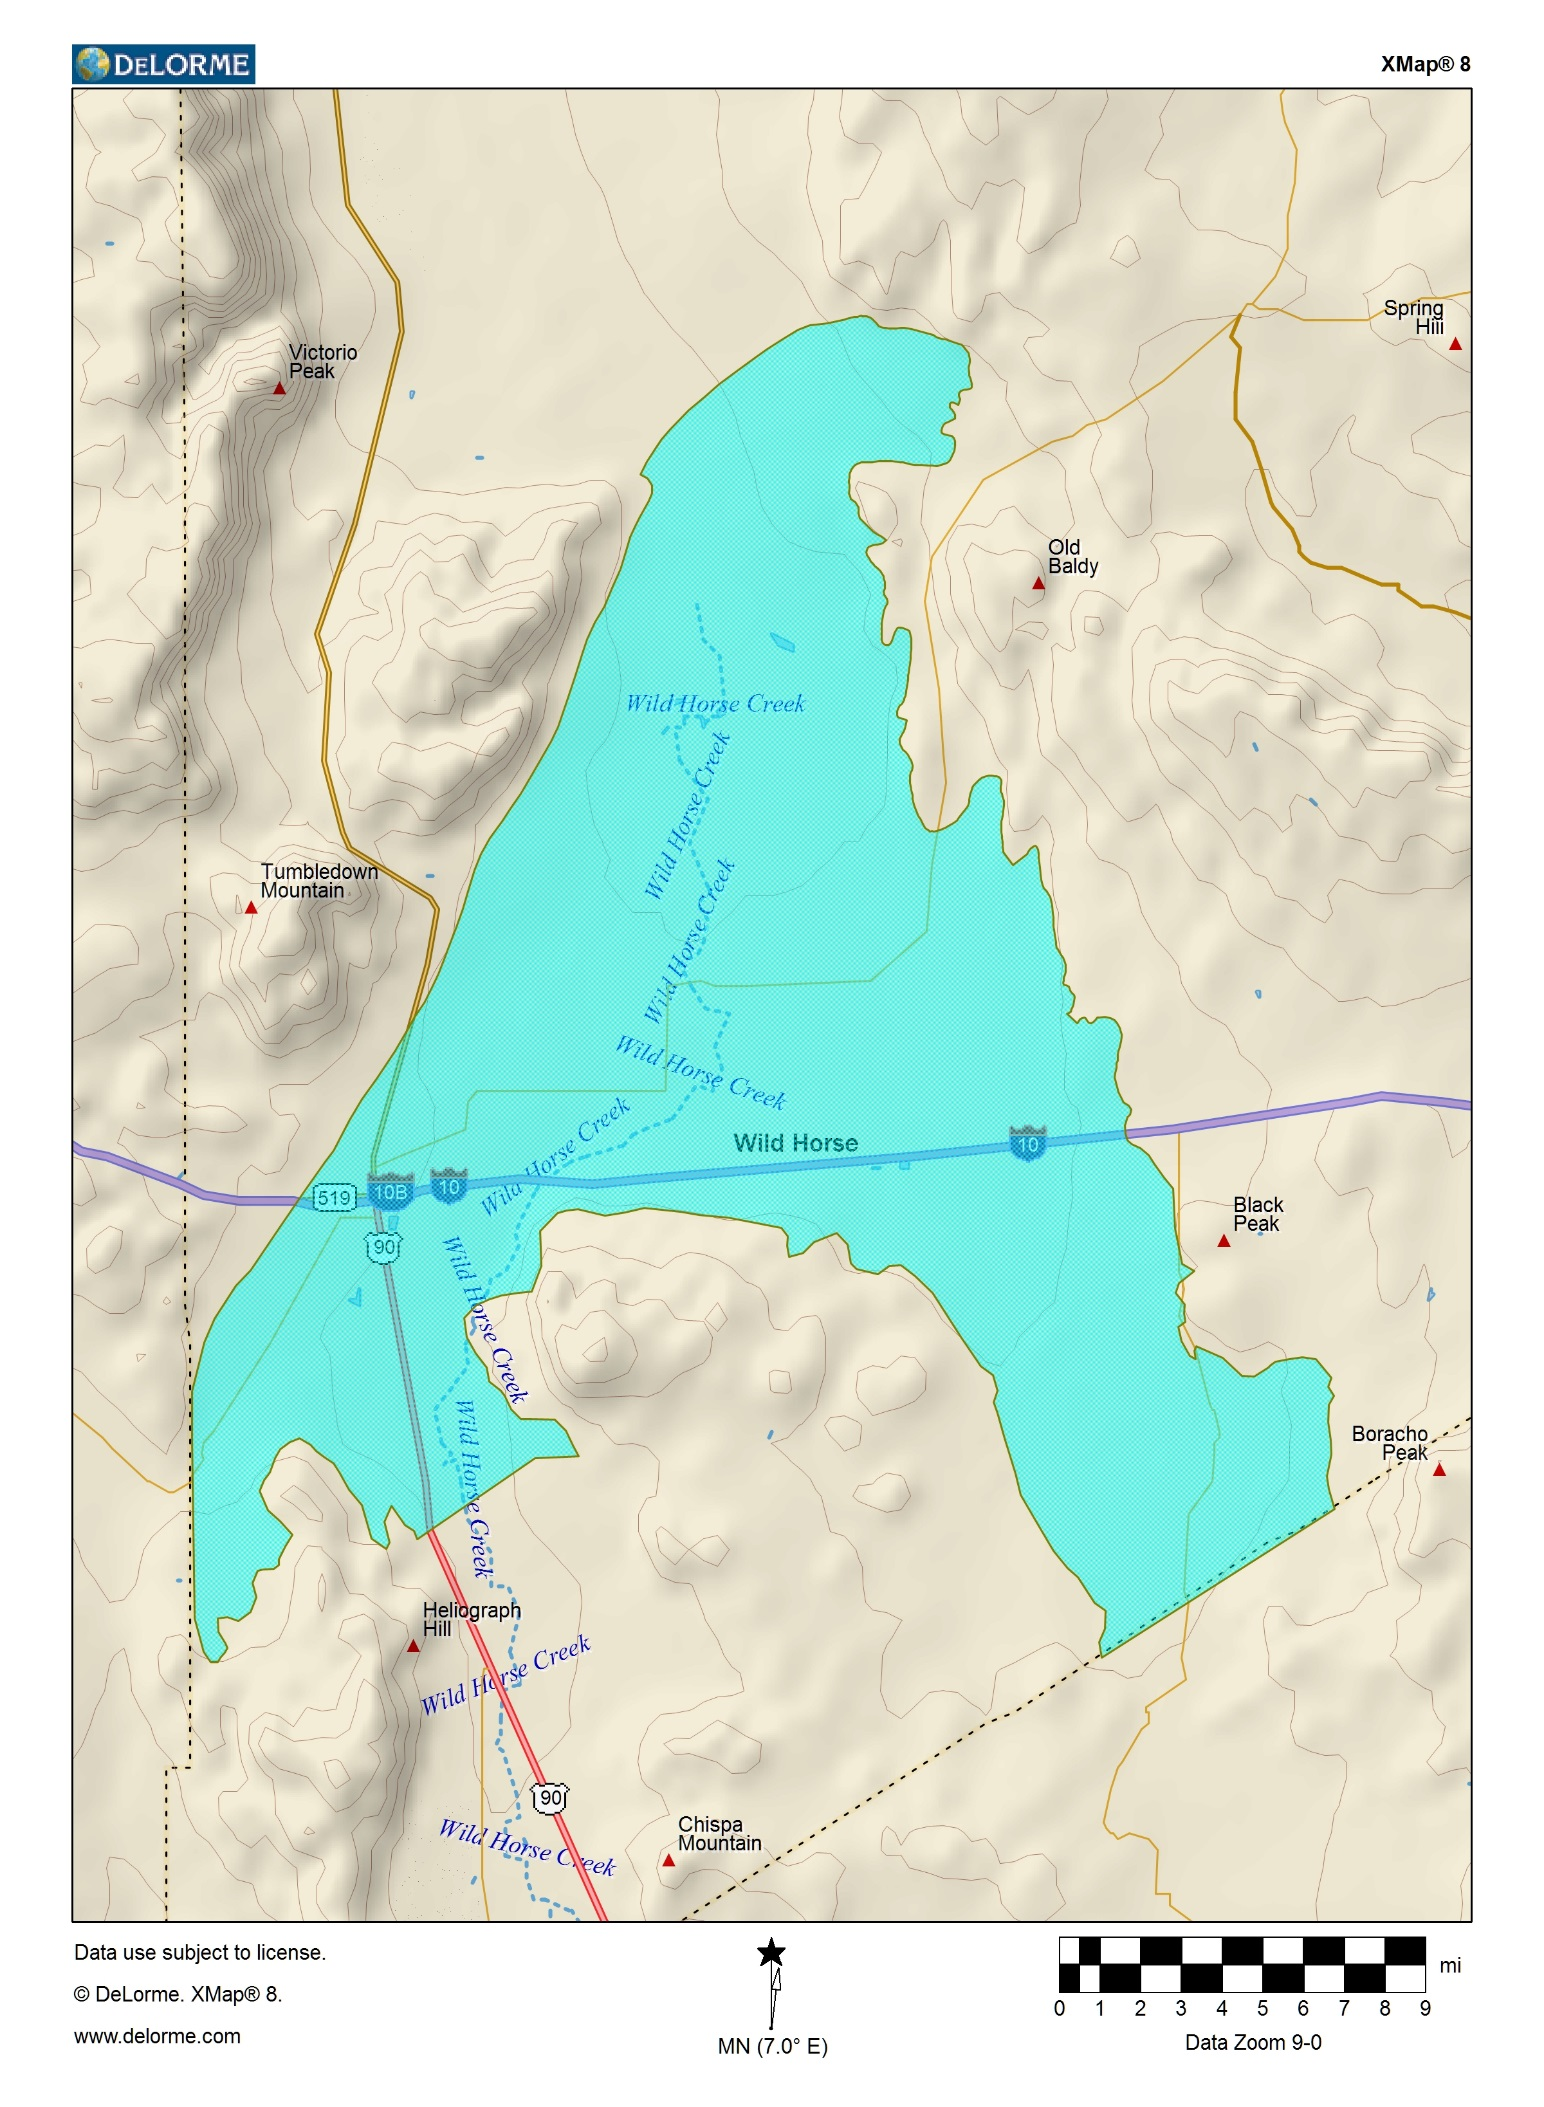 DELORME
XMap® 8
Spring
Hill
Victorio
Peak
Old
Baldy
Wild Horse Creek
Wild Horse Creek
Tumbledown
Mountain
Wild Horse Creek
Wild Horse Creek
Wild Horse Creek
Wild Horse
10
519
10B
10
90
Black
Peak
Wild Horse Creek
Wild Horse Creek
Boracho
Peak
Heliograph
Hill
Wild Horse Creek
90
Chispa
Mountain
Wild Horse Creek
Data use subject to license.
© DeLorme. XMap® 8.
www.delorme.com
MN (7.0° E)
mi
0 1 2 3 4 5 6 7 8 9
Data Zoom 9-0